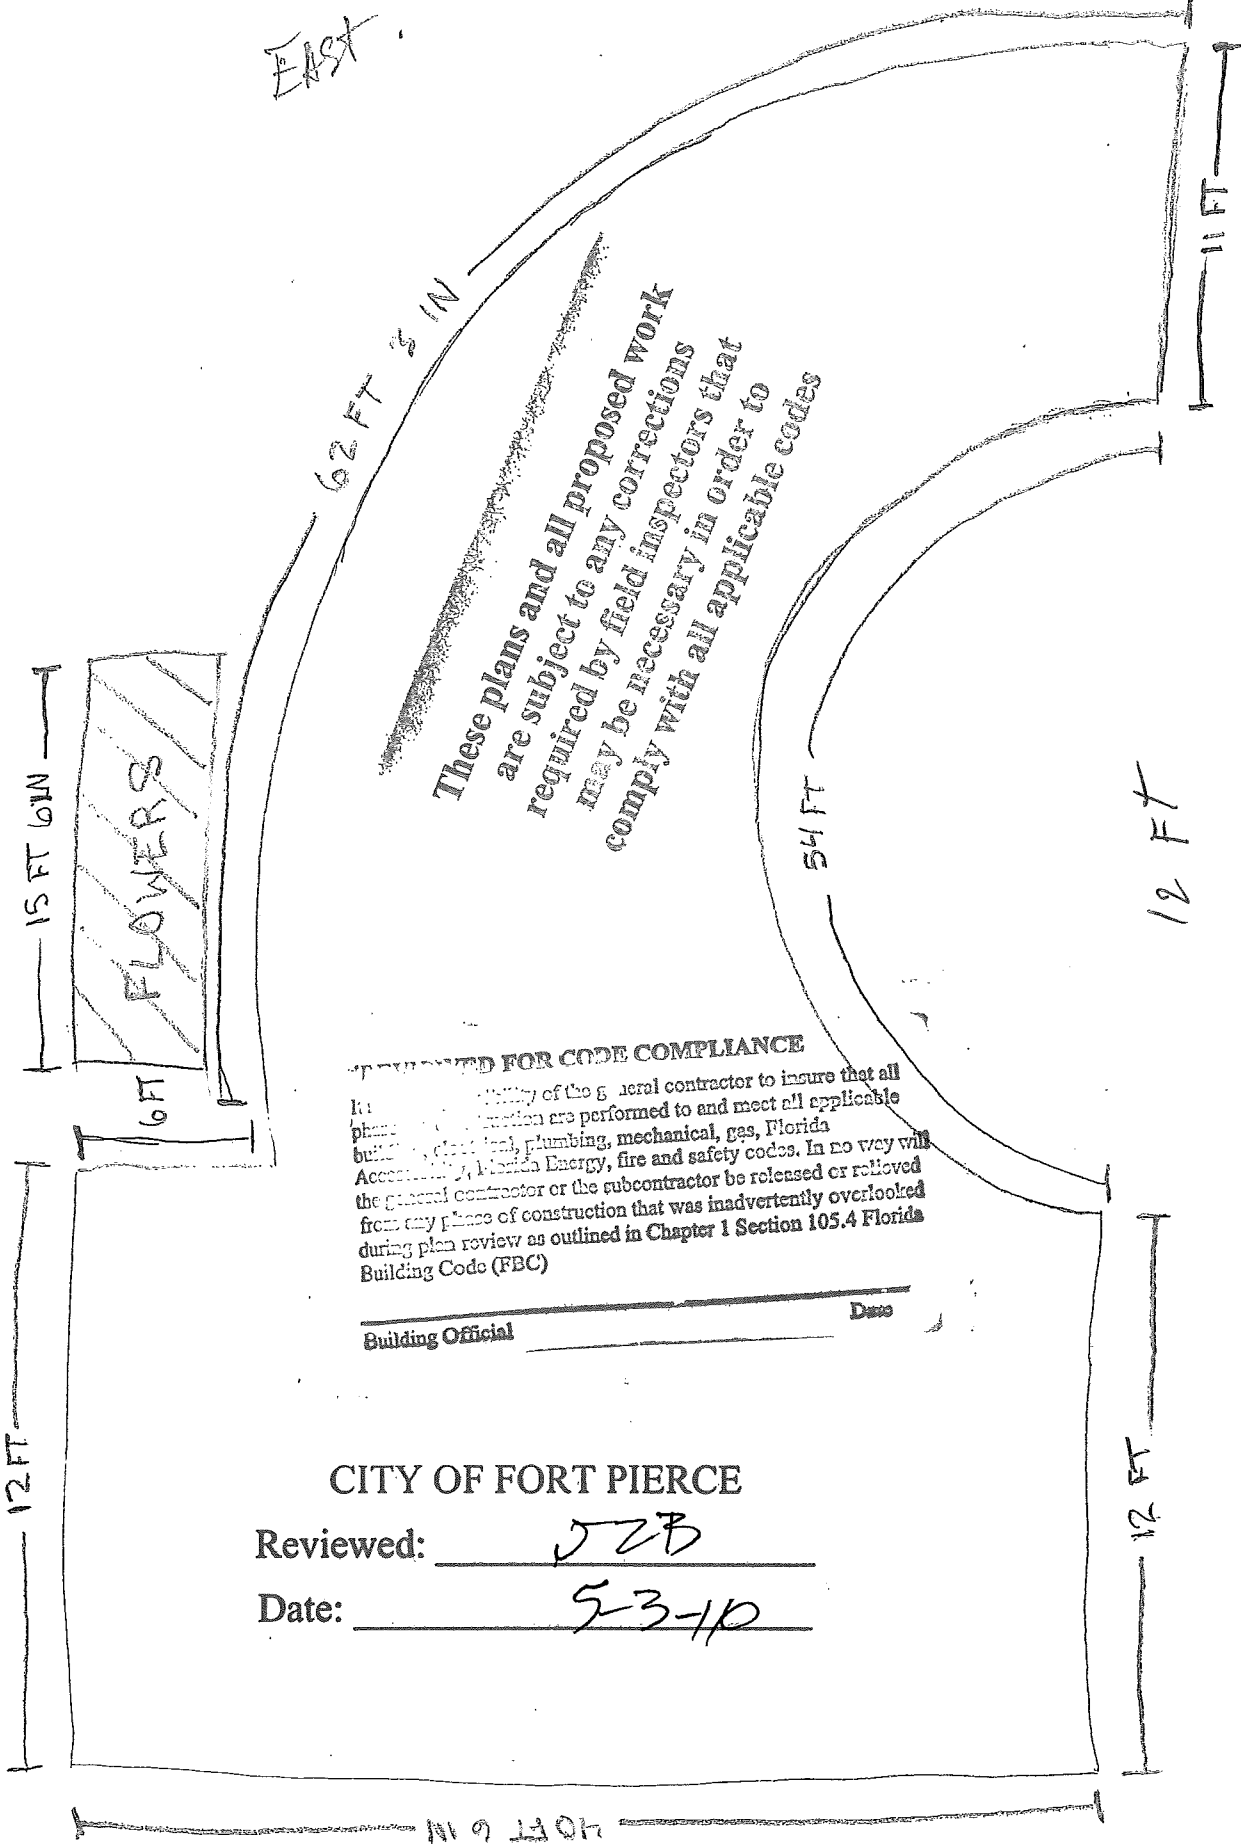 EAST.
62 FT 3 IN
11 FT
15 FT 6 IN
FLOWERS
6 FT
These plans and all proposed work
are subject to any corrections
required by field inspectors that
may be necessary in order to
comply with all applicable codes
54 FT
12 Ft
FOR CODE COMPLIANCE
of the general contractor to insure that all
are performed to and meet all applicable
plumbing, mechanical, gas, Florida
Energy, fire and safety codes. In no way will
the general contractor or the subcontractor be released or relieved
from any phase of construction that was inadvertently overlooked
during plan review as outlined in Chapter 1 Section 105.4 Florida
Building Code (FBC)
Building Official
Date
12 FT
12 FT
CITY OF FORT PIERCE
Reviewed: JZB
Date: 5-3-10
40 FT 6 IN